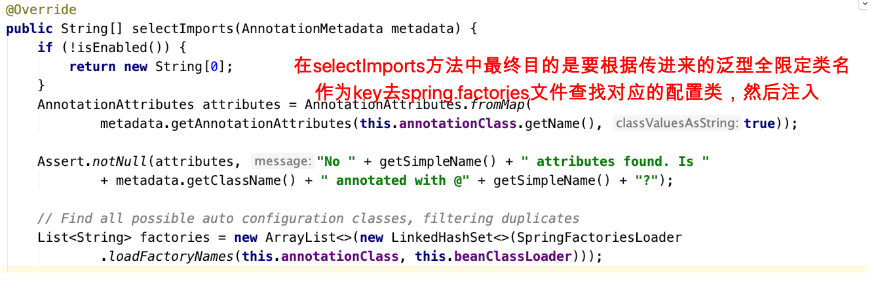 @Override
public String[] selectImports(AnnotationMetadata metadata) {
if (!isEnabled()) {
return new String[0];
}
在selectImports方法中最终目的是要根据传进来的泛型全限定类名
作为key去spring.factories文件查找对应的配置类，然后注入
AnnotationAttributes attributes = AnnotationAttributes.fromMap(
metadata.getAnnotationAttributes(this.annotationClass.getName(), classValuesAsString: true));
Assert.notNull(attributes, message: "No " + getSimpleName() + " attributes found. Is "
+ metadata.getClassName() + " annotated with @" + getSimpleName() + "?");
// Find all possible auto configuration classes, filtering duplicates
List<String> factories = new ArrayList<>(new LinkedHashSet<>(SpringFactoriesLoader
.loadFactoryNames(this.annotationClass, this.beanClassLoader)));